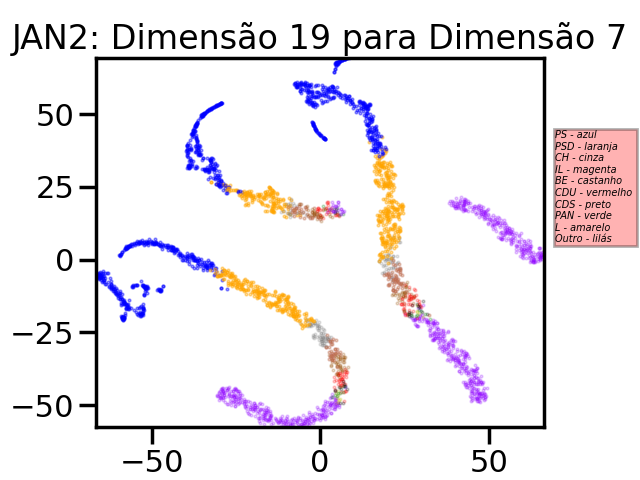 JAN2: Dimensão 19 para Dimensão 7
50
25
0
−25
−50
−50
0
50
PS - azul
PSD - laranja
CH - cinza
IL - magenta
BE - castanho
CDU - vermelho
CDS - preto
PAN - verde
L - amarelo
Outro - lilás